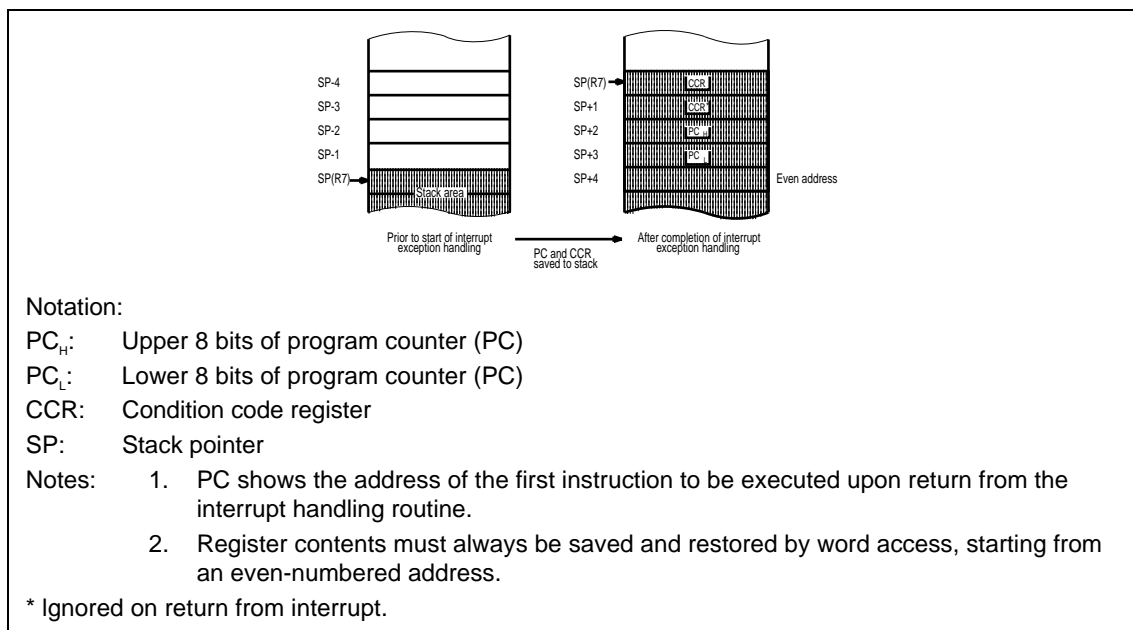 SP-4
SP-3
SP-2
SP-1
SP(R7)
Stack area
SP(R7)
SP+1
SP+2
SP+3
SP+4
CCR
CCR*
PC H
PC L
Even address
Prior to start of interrupt
exception handling
PC and CCR
saved to stack
After completion of interrupt
exception handling
Notation:
PCH: Upper 8 bits of program counter (PC)
PCL: Lower 8 bits of program counter (PC)
CCR: Condition code register
SP: Stack pointer
Notes: 1. PC shows the address of the first instruction to be executed upon return from the
interrupt handling routine.
2. Register contents must always be saved and restored by word access, starting from
an even-numbered address.
* Ignored on return from interrupt.